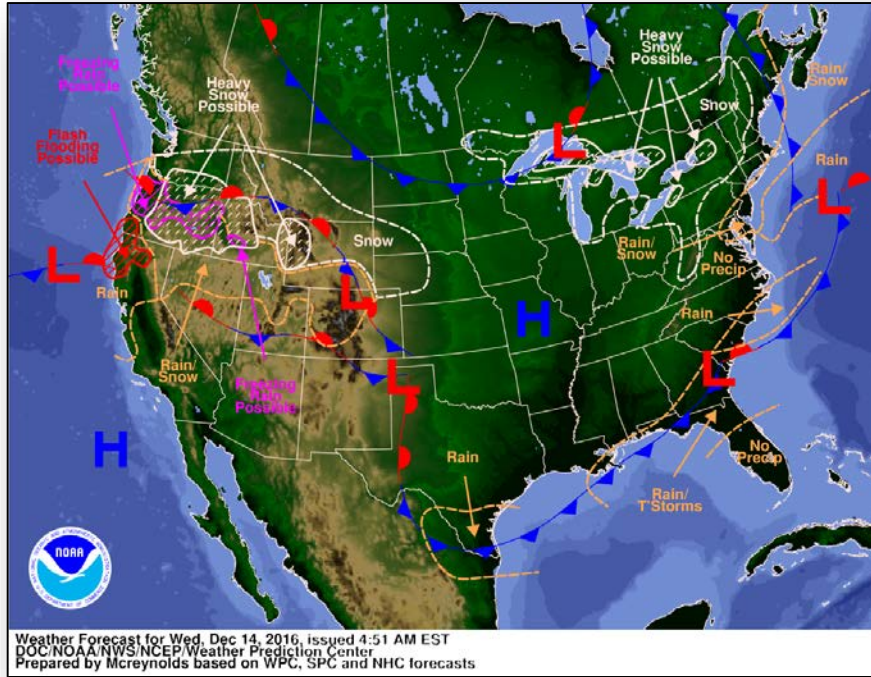 Freezing
Rain
Possible
Heavy
Snow
Possible
Flash
Flooding
Possible
Heavy
Snow
Possible
Snow
Rain/
Snow
Rain
L
L
Snow
Rain/
Snow
No
Precip
L
Rain
L
H
Rain
Rain/
Snow
Freezing
Rain
Possible
L
L
H
Rain
Rain/
T'Storms
No
Precip
NOAA
Weather Forecast for Wed, Dec 14, 2016, issued 4:51 AM EST
DOC/NOAA/NWS/NCEP/Weather Prediction Center
Prepared by Mcreynolds based on WPC, SPC and NHC forecasts